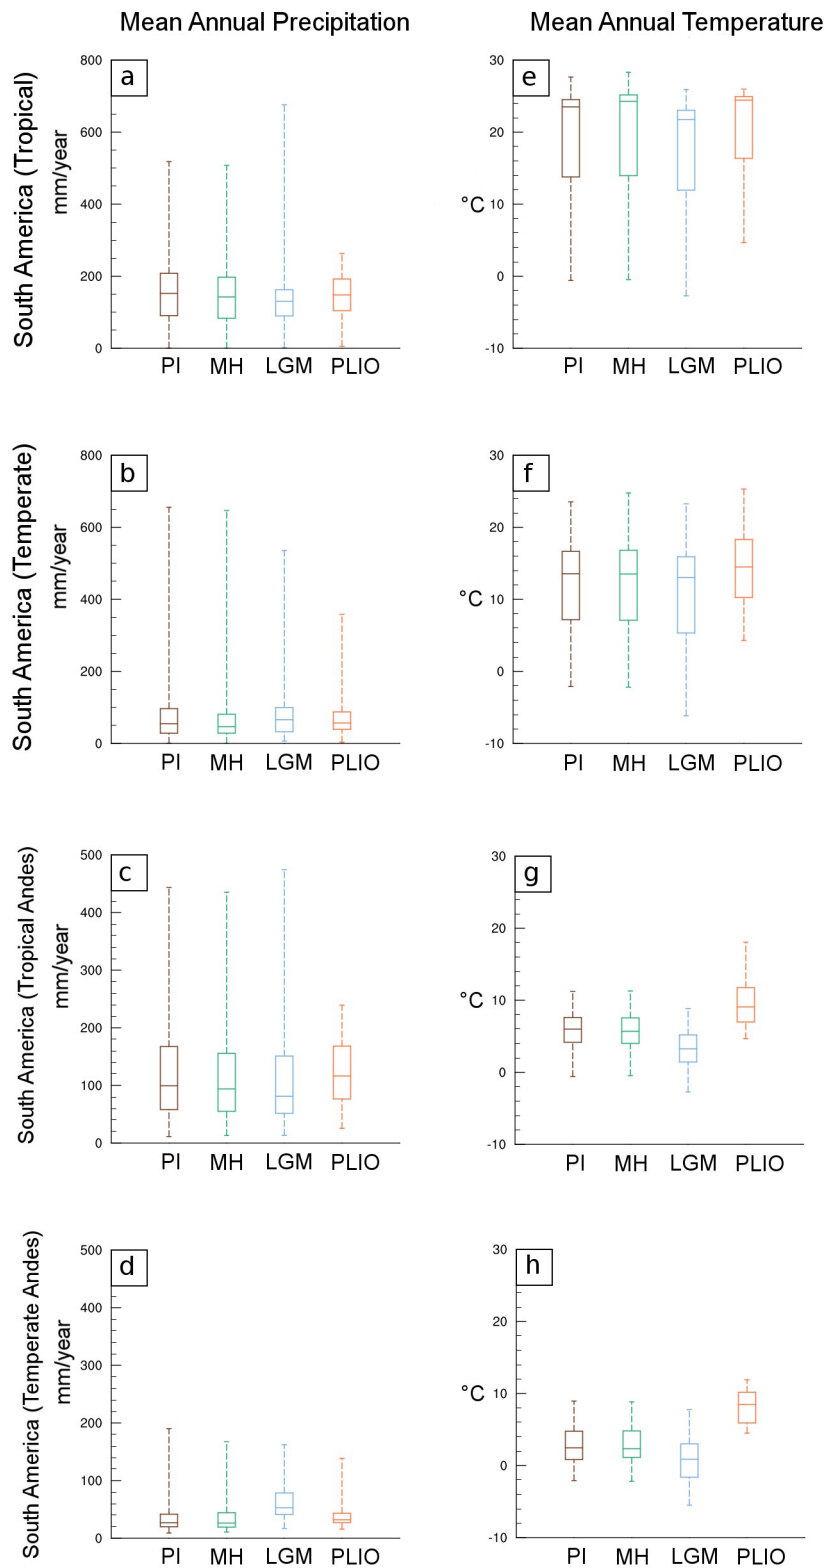 Mean Annual Precipitation
Mean Annual Temperature
South America (Tropical)
mm/year
800
600
400
200
0
a
PI MH LGM PLIO
°C
30
20
10
0
-10
e
PI MH LGM PLIO
South America (Temperate)
mm/year
800
600
400
200
0
b
PI MH LGM PLIO
°C
30
20
10
0
-10
f
PI MH LGM PLIO
South America (Tropical Andes)
mm/year
500
400
300
200
100
0
c
PI MH LGM PLIO
°C
30
20
10
0
-10
g
PI MH LGM PLIO
South America (Temperate Andes)
mm/year
500
400
300
200
100
0
d
PI MH LGM PLIO
°C
30
20
10
0
-10
h
PI MH LGM PLIO